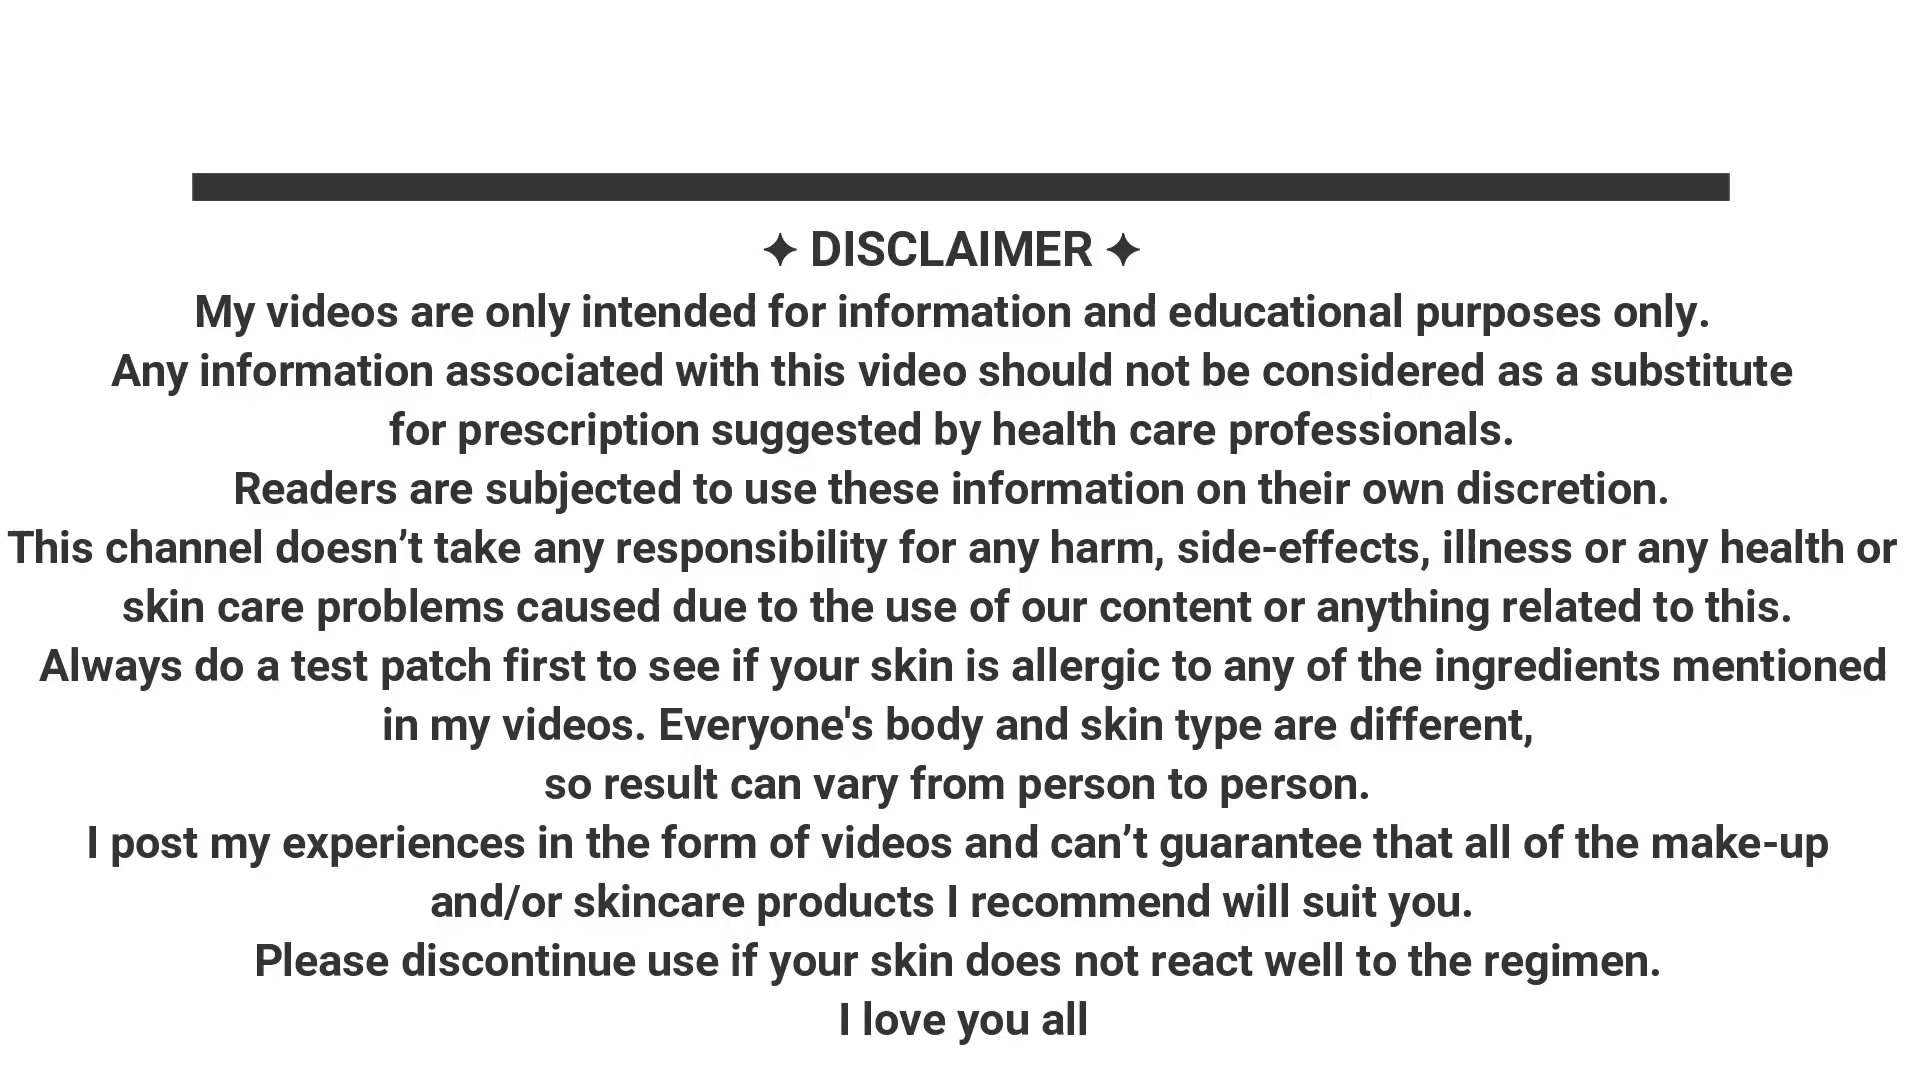 ✦ DISCLAIMER ✦
My videos are only intended for information and educational purposes only.
Any information associated with this video should not be considered as a substitute
for prescription suggested by health care professionals.
Readers are subjected to use these information on their own discretion.
This channel doesn’t take any responsibility for any harm, side-effects, illness or any health or
skin care problems caused due to the use of our content or anything related to this.
Always do a test patch first to see if your skin is allergic to any of the ingredients mentioned
in my videos. Everyone's body and skin type are different,
so result can vary from person to person.
I post my experiences in the form of videos and can’t guarantee that all of the make-up
and/or skincare products I recommend will suit you.
Please discontinue use if your skin does not react well to the regimen.
I love you all